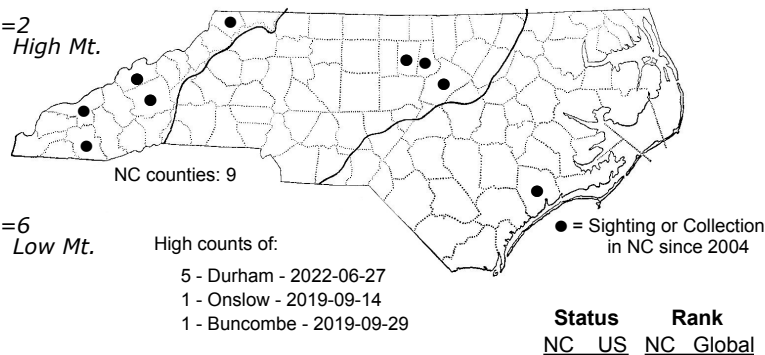 =2
High Mt.
NC counties: 9
=6
Low Mt.
High counts of:
5 - Durham - 2022-06-27
1 - Onslow - 2019-09-14
1 - Buncombe - 2019-09-29
● = Sighting or Collection
in NC since 2004
Status Rank
NC US NC Global